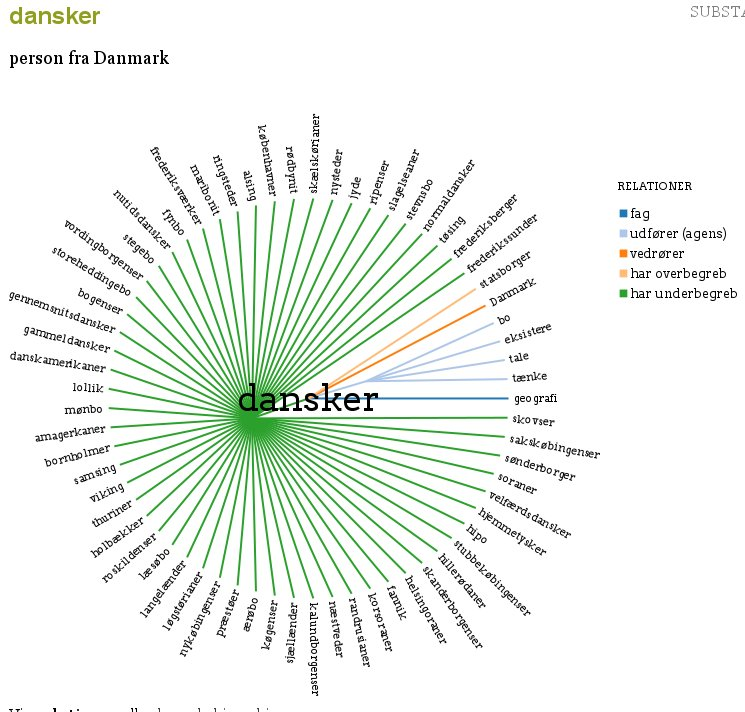 dansker
SUBSTA
person fra Danmark
RELATIONER
fag
udfører (agens)
vedrører
har overbegreb
har underbegreb
dansker
skælskørianer
nysteder
jyde
ripenser
slagelseaner
stevnsbo
normaldansker
tøsing
frederiksberger
frederikssunder
statsborger
Danmark
bo
eksistere
tale
tænke
geografi
skovser
sakskøbingenser
sønderborger
soraner
velfærdsdansker
hjemmetysker
hipo
stubbekøbingenser
hillerødaner
skanderborgenser
helsingoraner
fannik
korsoraner
randrusianer
næstveder
kalundborgenser
sjællænder
køgenser
ærøbo
præstøer
nykøbingenser
løgstørianer
langelænder
læsøbo
roskildenser
holbækker
thuriner
viking
samsing
bornholmer
amagerkaner
mønbo
lollik
danskamerikaner
gammeldansker
gennemsnitsdansker
bogenser
storeheddingebo
vordingborgenser
stegebo
nutidsdansker
fynbo
frederiksværker
maribonit
ringsteder
alsing
københavner
rødbynit